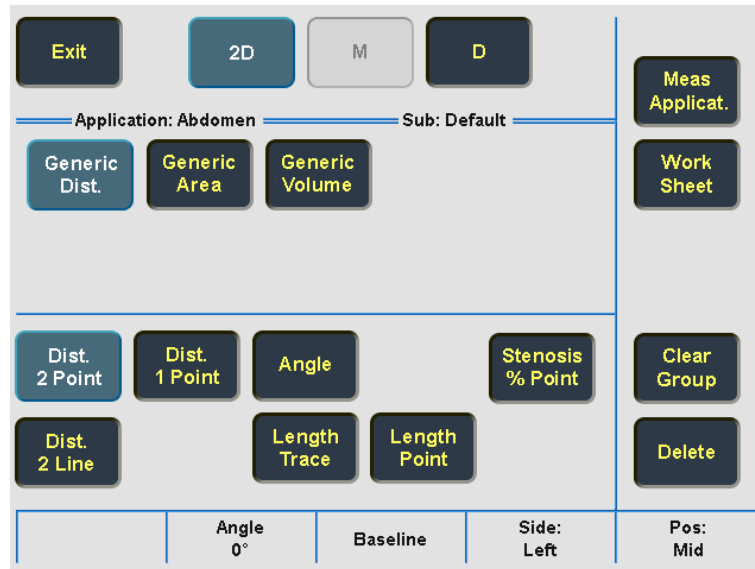 Exit
2D
M
D
Meas
Applicat.
Application: Abdomen
Sub: Default
Generic
Dist.
Generic
Area
Generic
Volume
Work
Sheet
Dist.
2 Point
Dist.
1 Point
Angle
Stenosis
% Point
Clear
Group
Dist.
2 Line
Length
Trace
Length
Point
Delete
Angle
0°
Baseline
Side:
Left
Pos:
Mid